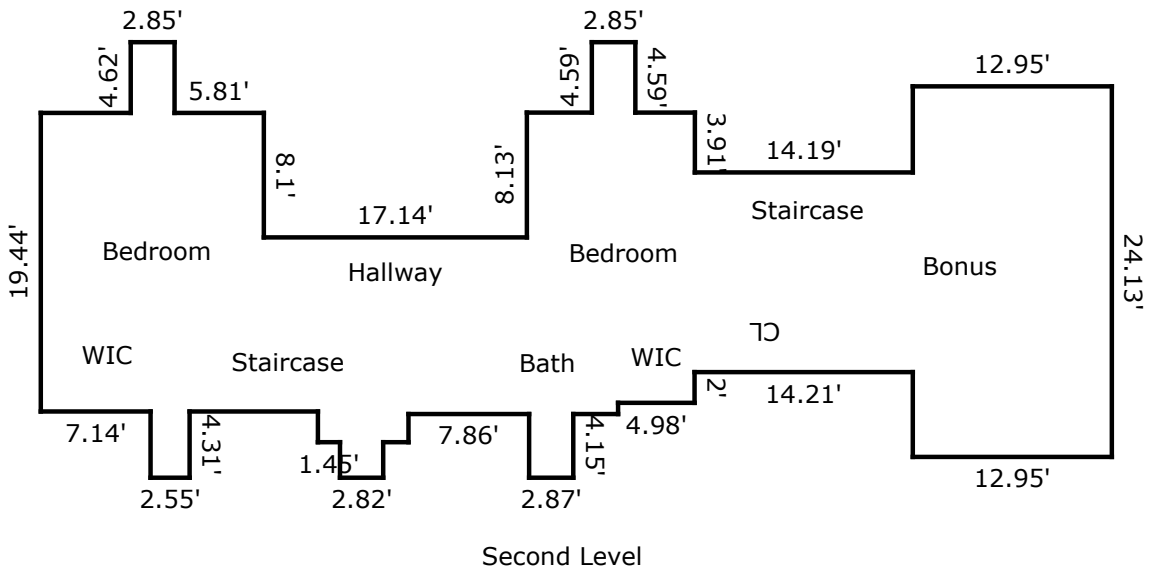 2.85'
2.85'
4.62'
5.81'
4.59'
4.59'
12.95'
8.1'
8.13'
3.91'
14.19'
17.14'
Staircase
19.44'
Bedroom
Hallway
Bedroom
Bonus
24.13'
CL
WIC
Staircase
Bath
WIC
2'
14.21'
7.14'
4.31'
1.45'
7.86'
4.15'
4.98'
2.55'
2.82'
2.87'
12.95'
Second Level